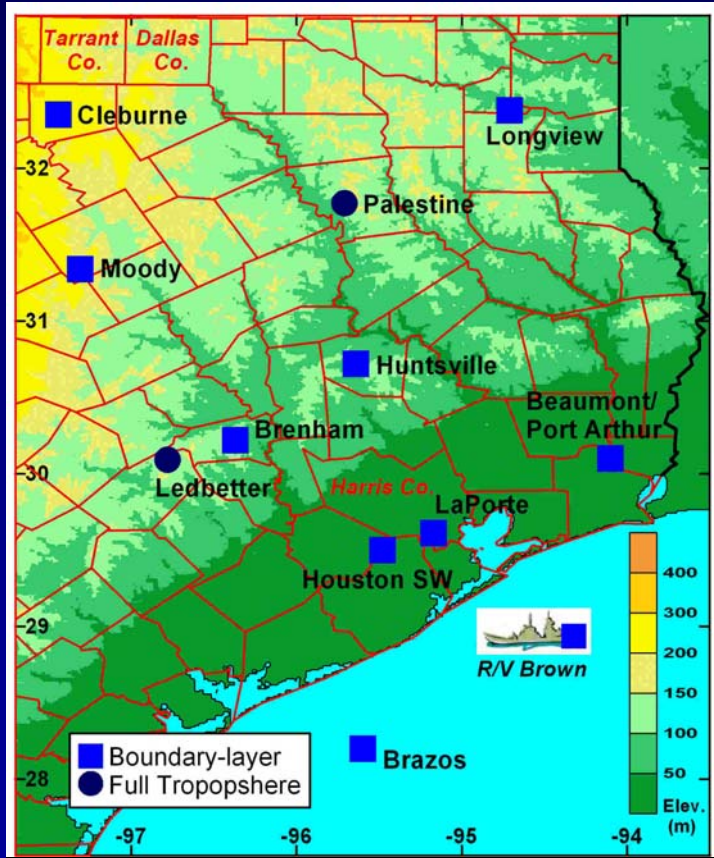 Tarrant Dallas
Co. Co.
Cleburne
Longview
32
Palestine
Moody
31
Huntsville
Beaumont/
Port Arthur
Brenham
30
Ledbetter
Harris Co.
LaPorte
Houston SW
400
29
300
R/V Brown
200
150
Boundary-layer
Brazos
100
Full Tropopshere
28
50
Elev.
(m)
-97 -96 -95 -94